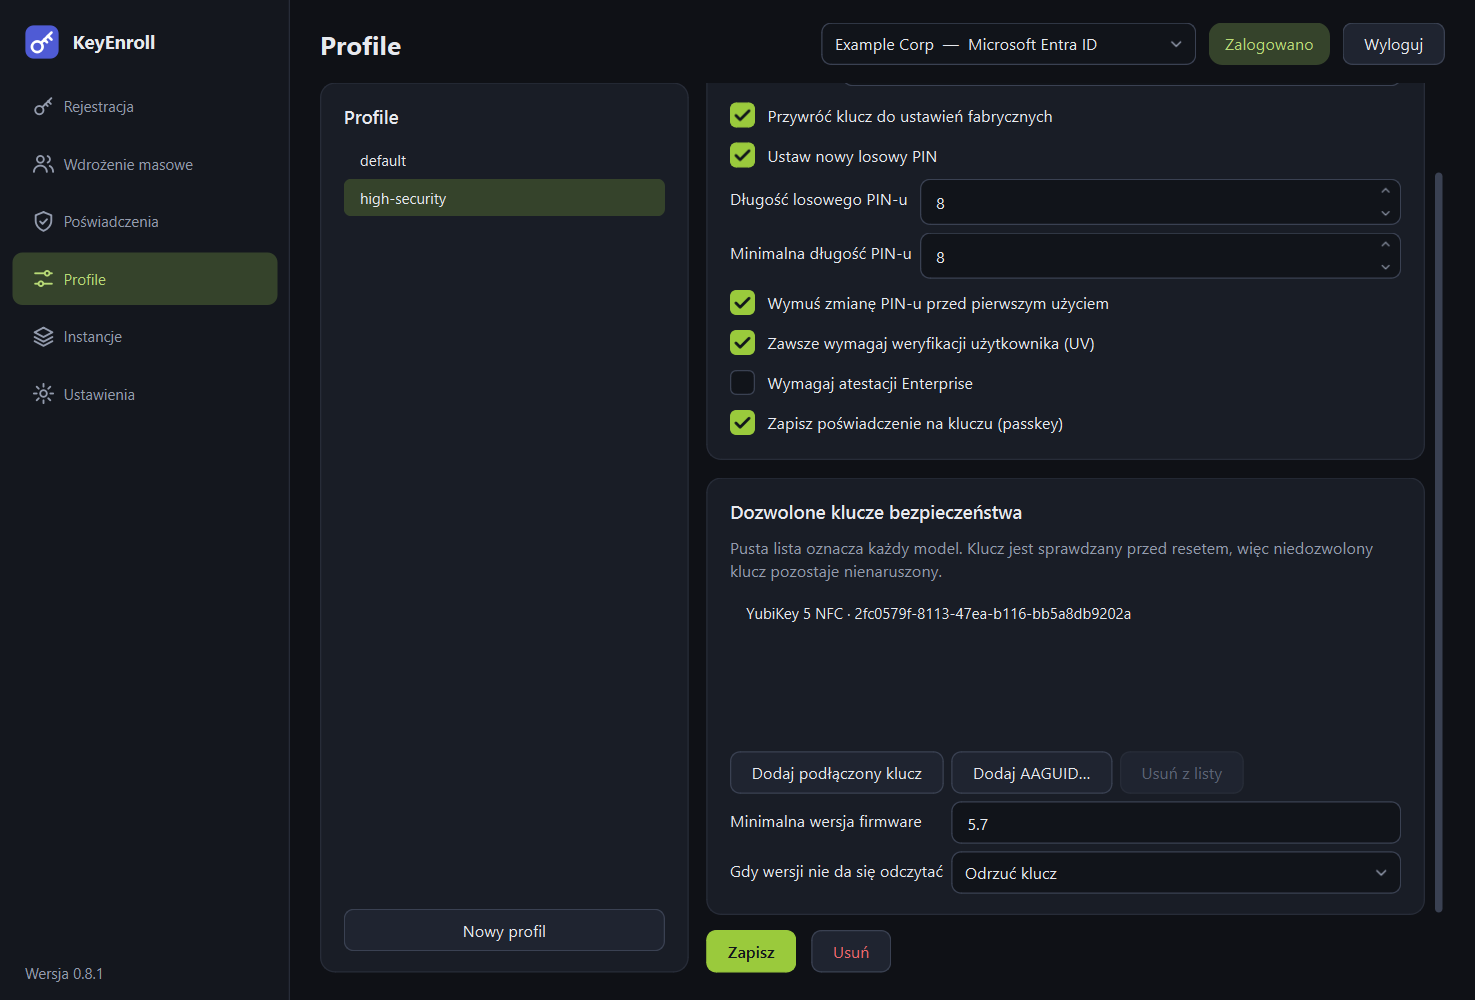 KeyEnroll
Rejestracja
Wdrożenie masowe
Poświadczenia
Profile
Instancje
Ustawienia
Wersja 0.8.1
Profile
Example Corp — Microsoft Entra ID
Zalogowano
Wyloguj
Profile
default
high-security
Nowy profil
Przywróć klucz do ustawień fabrycznych
Ustaw nowy losowy PIN
Długość losowego PIN-u 8
Minimalna długość PIN-u 8
Wymuś zmianę PIN-u przed pierwszym użyciem
Zawsze wymagaj weryfikacji użytkownika (UV)
Wymagaj atestacji Enterprise
Zapisz poświadczenie na kluczu (passkey)
Dozwolone klucze bezpieczeństwa
Pusta lista oznacza każdy model. Klucz jest sprawdzany przed resetem, więc niedozwolony
klucz pozostaje nienaruszony.
YubiKey 5 NFC · 2fc0579f-8113-47ea-b116-bb5a8db9202a
Dodaj podłączony klucz
Dodaj AAGUID...
Usuń z listy
Minimalna wersja firmware 5.7
Gdy wersji nie da się odczytać Odrzuć klucz
Zapisz
Usuń